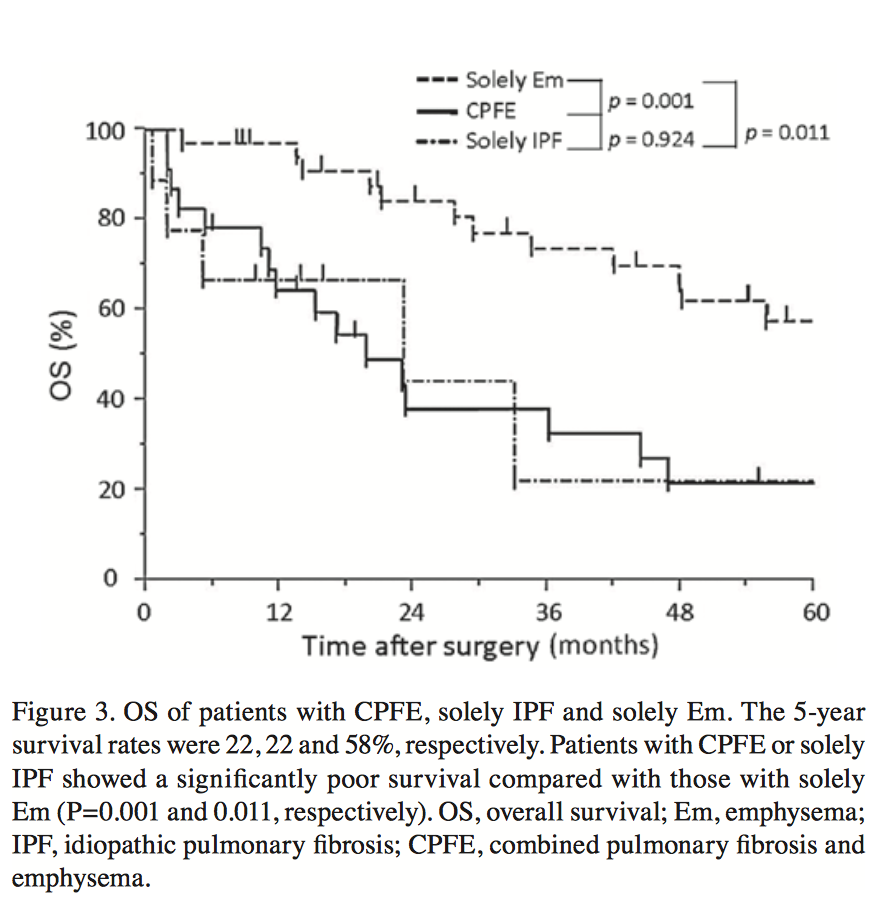 Solely Em
CPFE
Solely IPF
p = 0.001
p = 0.924
p = 0.011
100
80
60
40
20
0
OS (%)
0 12 24 36 48 60
Time after surgery (months)
Figure 3. OS of patients with CPFE, solely IPF and solely Em. The 5-year
survival rates were 22, 22 and 58%, respectively. Patients with CPFE or solely
IPF showed a significantly poor survival compared with those with solely
Em (P=0.001 and 0.011, respectively). OS, overall survival; Em, emphysema;
IPF, idiopathic pulmonary fibrosis; CPFE, combined pulmonary fibrosis and
emphysema.